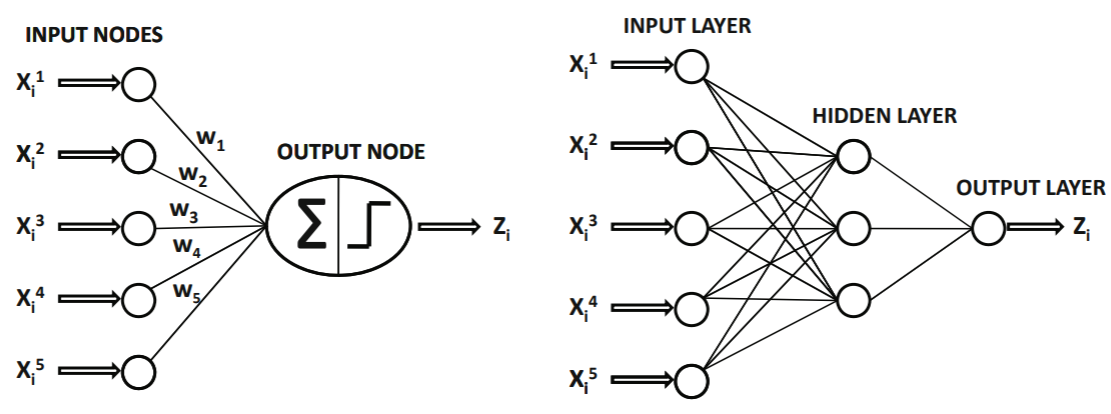 INPUT NODES
X_i^1
X_i^2
X_i^3
X_i^4
X_i^5
w_1
w_2
w_3
w_4
w_5
OUTPUT NODE
Σ
Z_i
INPUT LAYER
X_i^1
X_i^2
X_i^3
X_i^4
X_i^5
HIDDEN LAYER
OUTPUT LAYER
Z_i